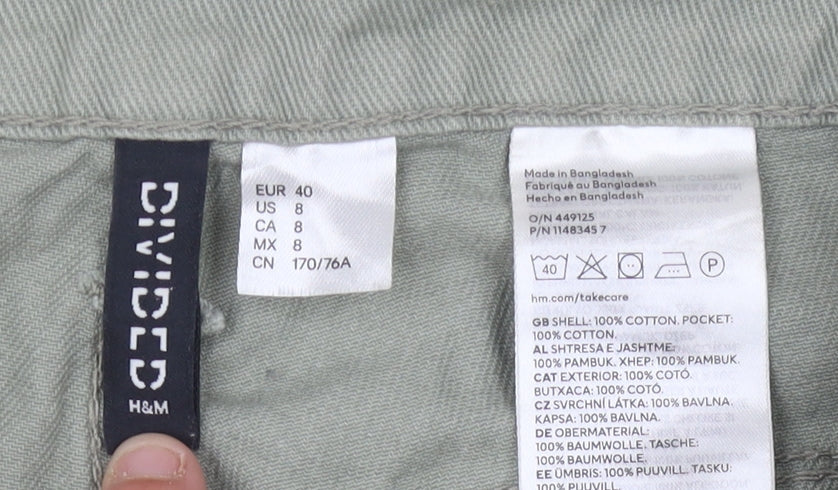 DIVIDED
H&M
EUR 40
US 8
CA 8
MX 8
CN 170/76A
Made in Bangladesh
Fabriqué au Bangladesh
Hecho en Bangladesh
O/N 449125
P/N 1148345 7
40
P
hm.com/takecare
GB SHELL: 100% COTTON. POCKET:
100% COTTON.
AL SHTRESA E JASHTME:
100% PAMBUK. XHEP: 100% PAMBUK.
CAT EXTERIOR: 100% COTÓ.
BUTXACA: 100% COTÓ.
CZ SVRCHNÍ LÁTKA: 100% BAVLNA.
KAPSA: 100% BAVLNA.
DE OBERMATERIAL:
100% BAUMWOLLE. TASCHE:
100% BAUMWOLLE.
EE ÜMBRIS: 100% PUUVILL. TASKU:
100% PUUVILL.